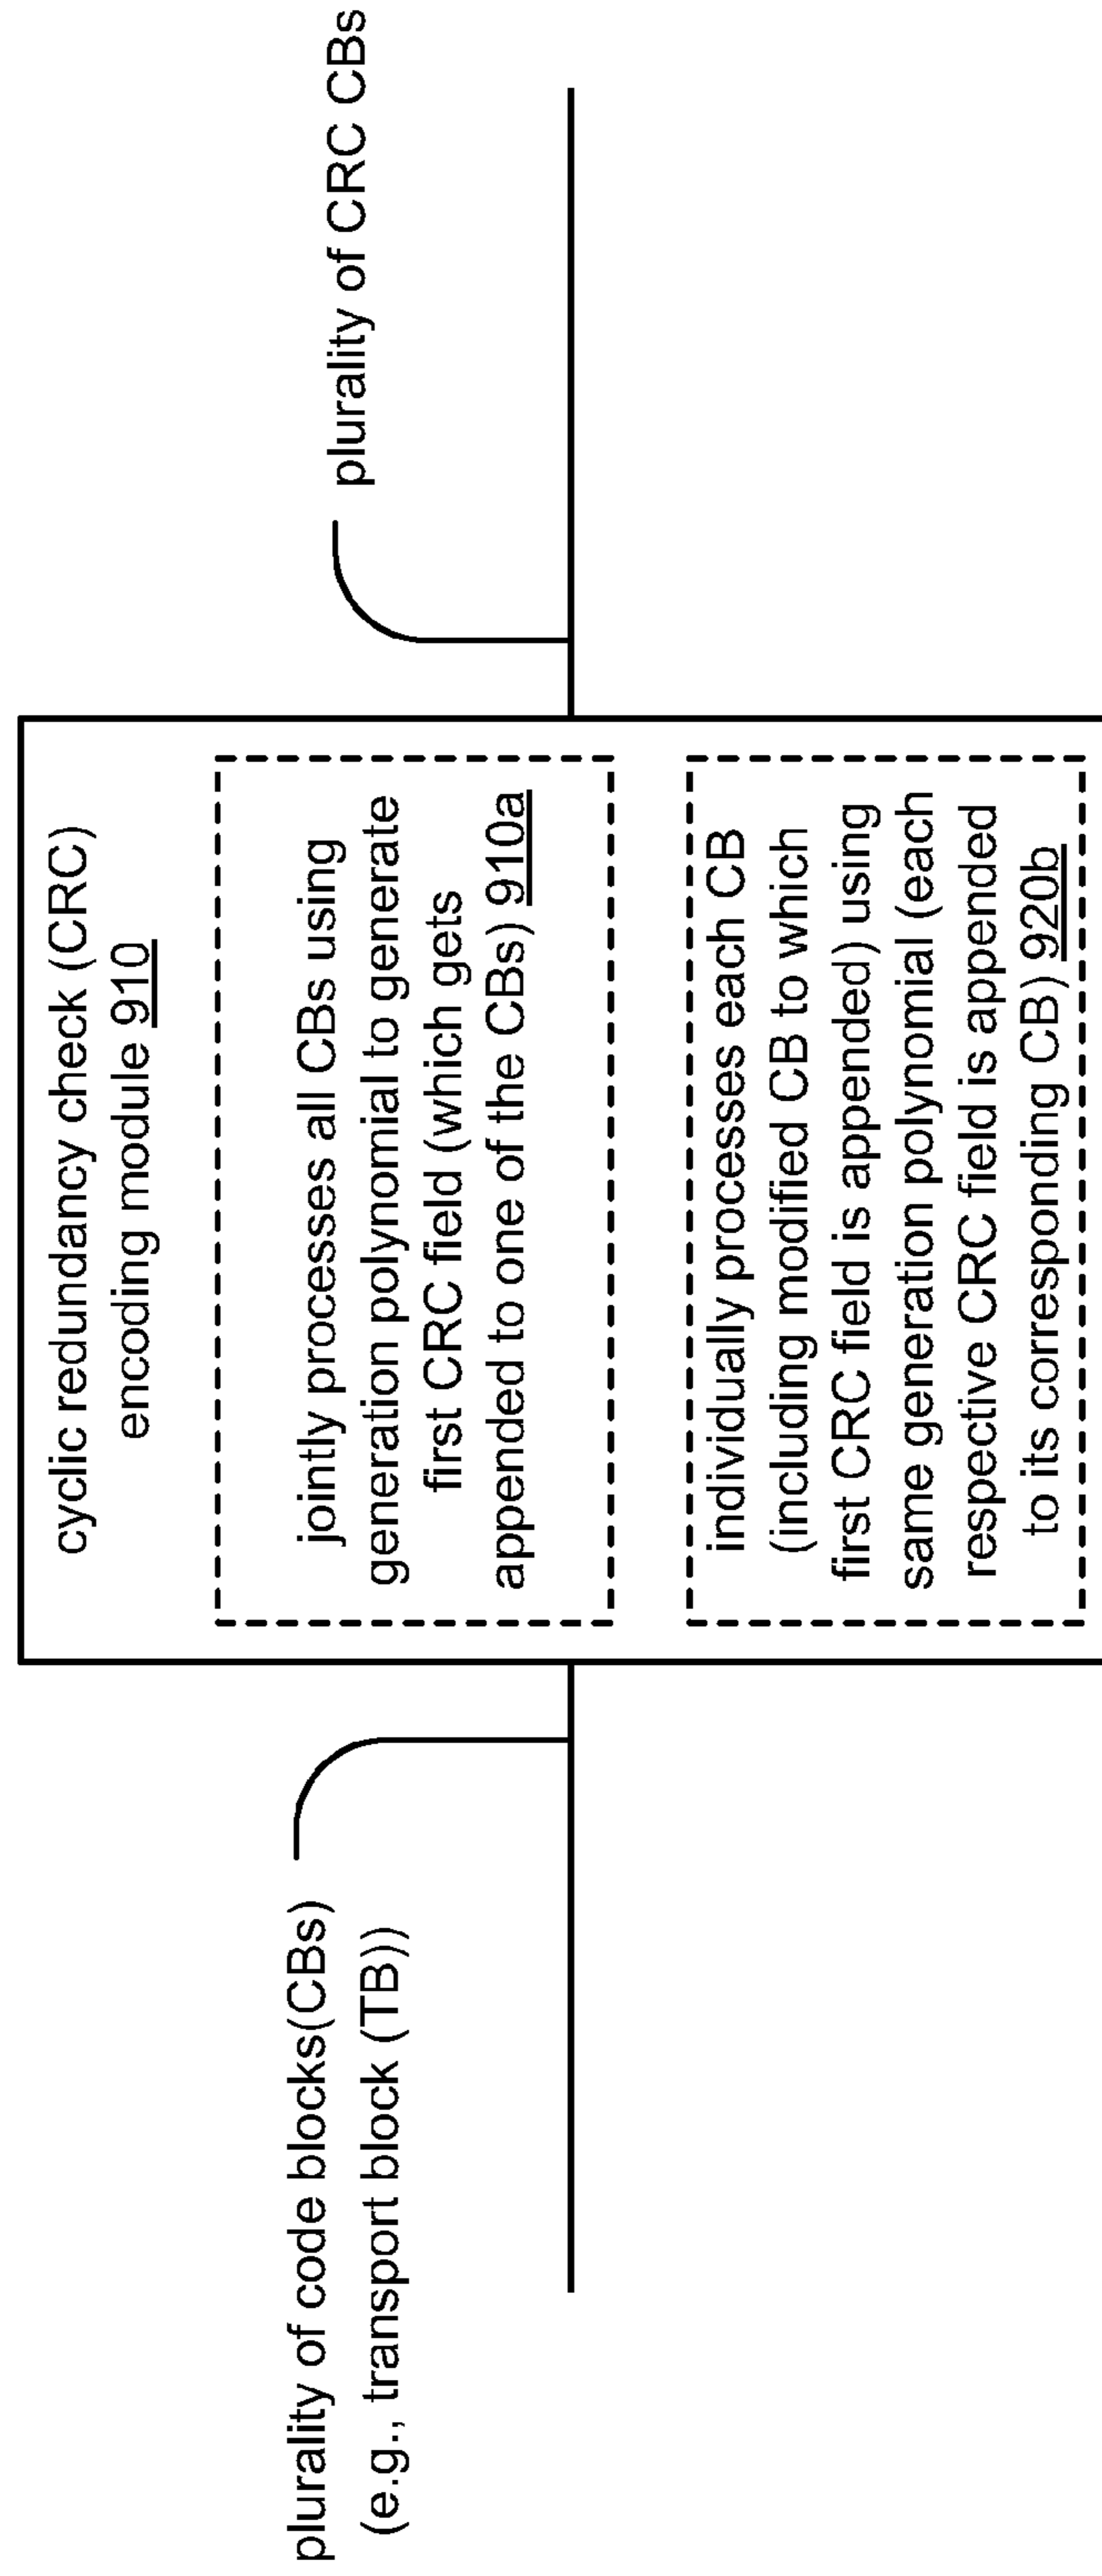 plurality of code blocks(CBs)
(e.g., transport block (TB))
cyclic redundancy check (CRC)
encoding module 910
jointly processes all CBs using
generation polynomial to generate
first CRC field (which gets
appended to one of the CBs) 910a
individually processes each CB
(including modified CB to which
first CRC field is appended) using
same generation polynomial (each
respective CRC field is appended
to its corresponding CB) 920b
plurality of CRC CBs